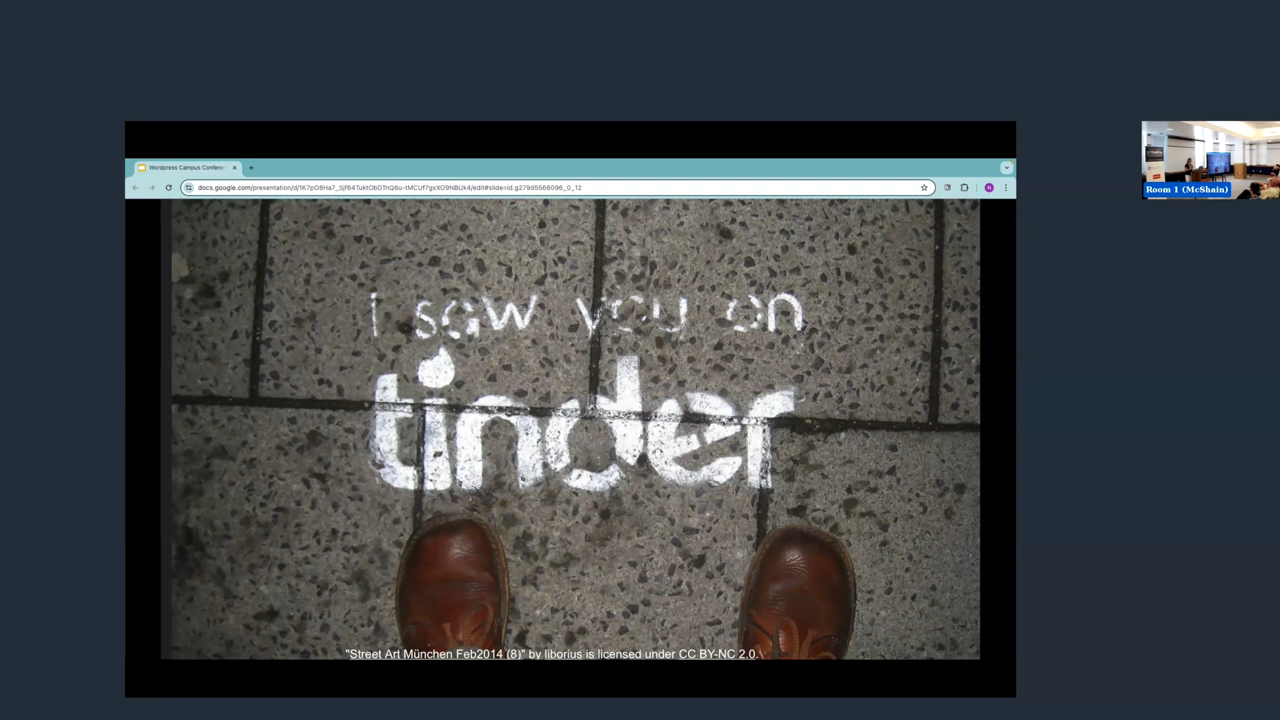 Wordpress Campus Conferen
docs.google.com/presentation/d/1K7pO8Ha7_Sjf64TuktObDTnQ6u-tMCUf7gxXO9NBUk4/edit#slide=id.g279d5566096_0_12
N
i saw you on
tinder
"Street Art München Feb2014 (8)" by liborius is licensed under CC BY-NC 2.0.
Room 1 (McShain)